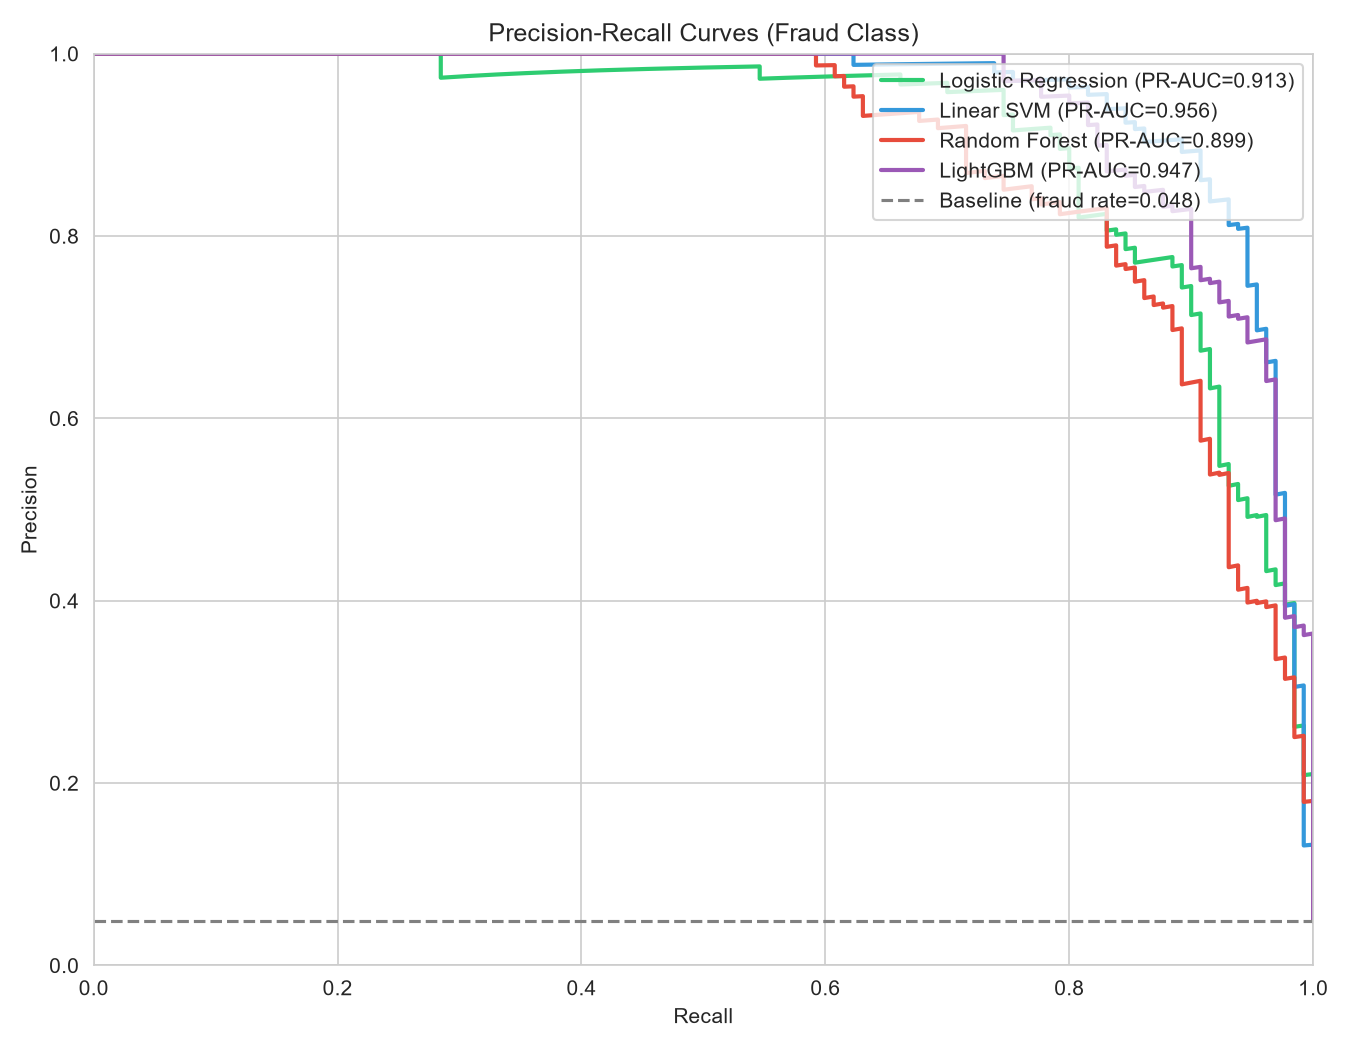 Precision-Recall Curves (Fraud Class)
Logistic Regression (PR-AUC=0.913)
Linear SVM (PR-AUC=0.956)
Random Forest (PR-AUC=0.899)
LightGBM (PR-AUC=0.947)
Baseline (fraud rate=0.048)
Precision
1.0
0.8
0.6
0.4
0.2
0.0
0.0 0.2 0.4 0.6 0.8 1.0
Recall